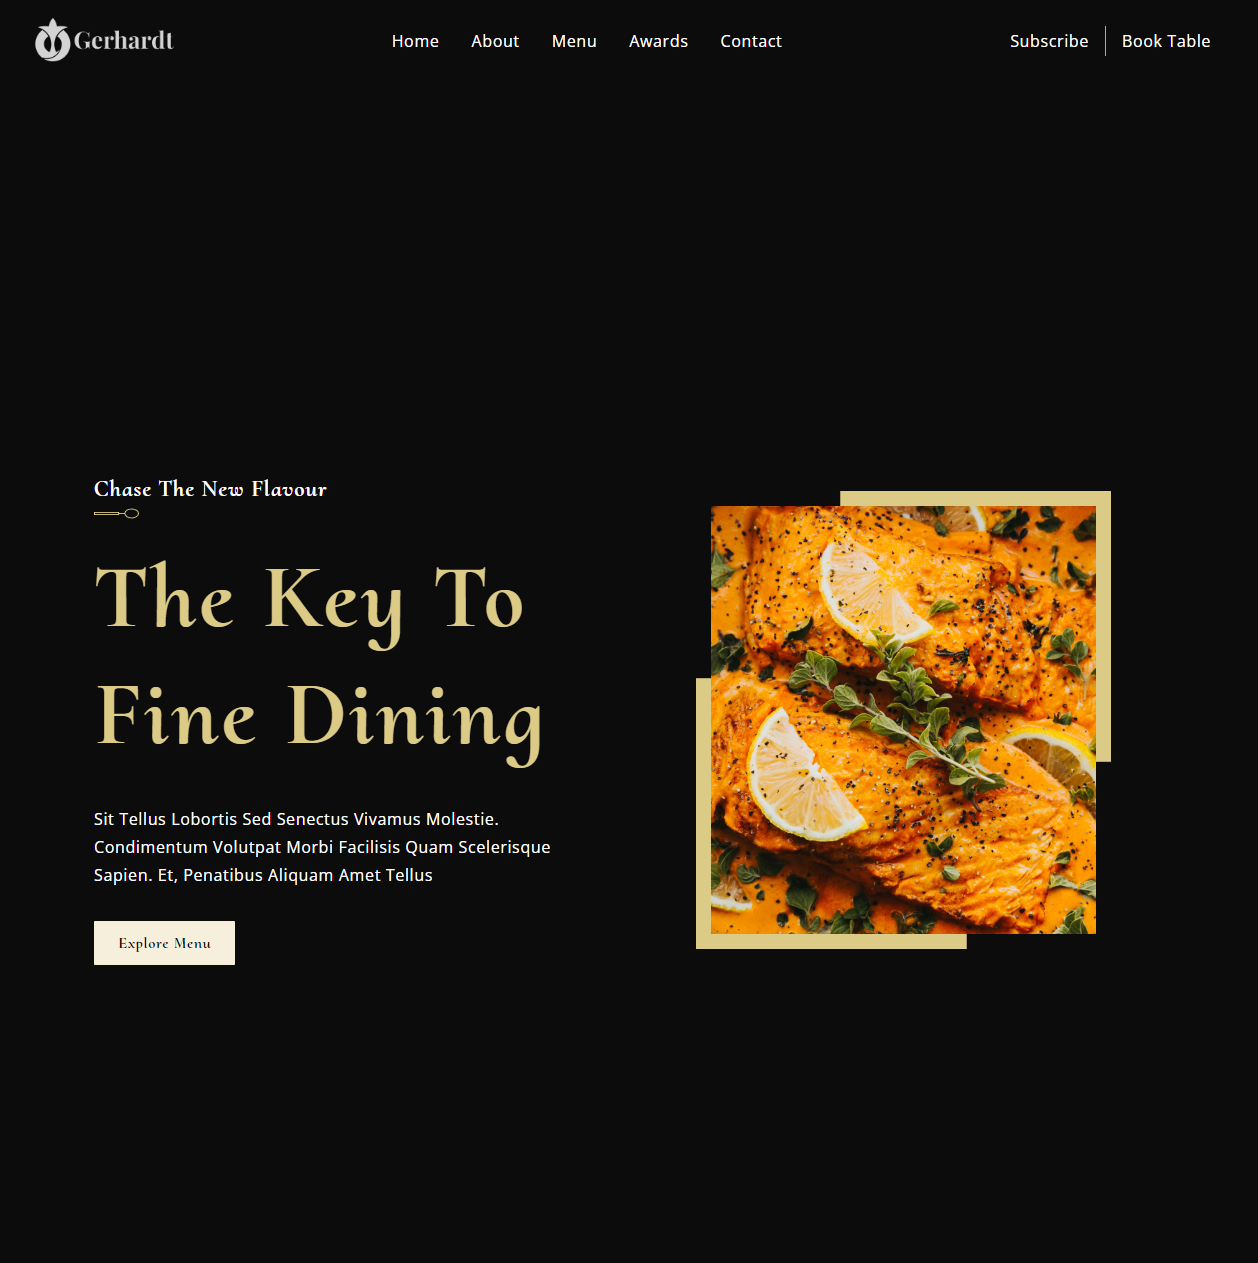 Gerhardt
Home About Menu Awards Contact
Subscribe Book Table
Chase The New Flavour
The Key To
Fine Dining
Sit Tellus Lobortis Sed Senectus Vivamus Molestie.
Condimentum Volutpat Morbi Facilisis Quam Scelerisque
Sapien. Et, Penatibus Aliquam Amet Tellus
Explore Menu